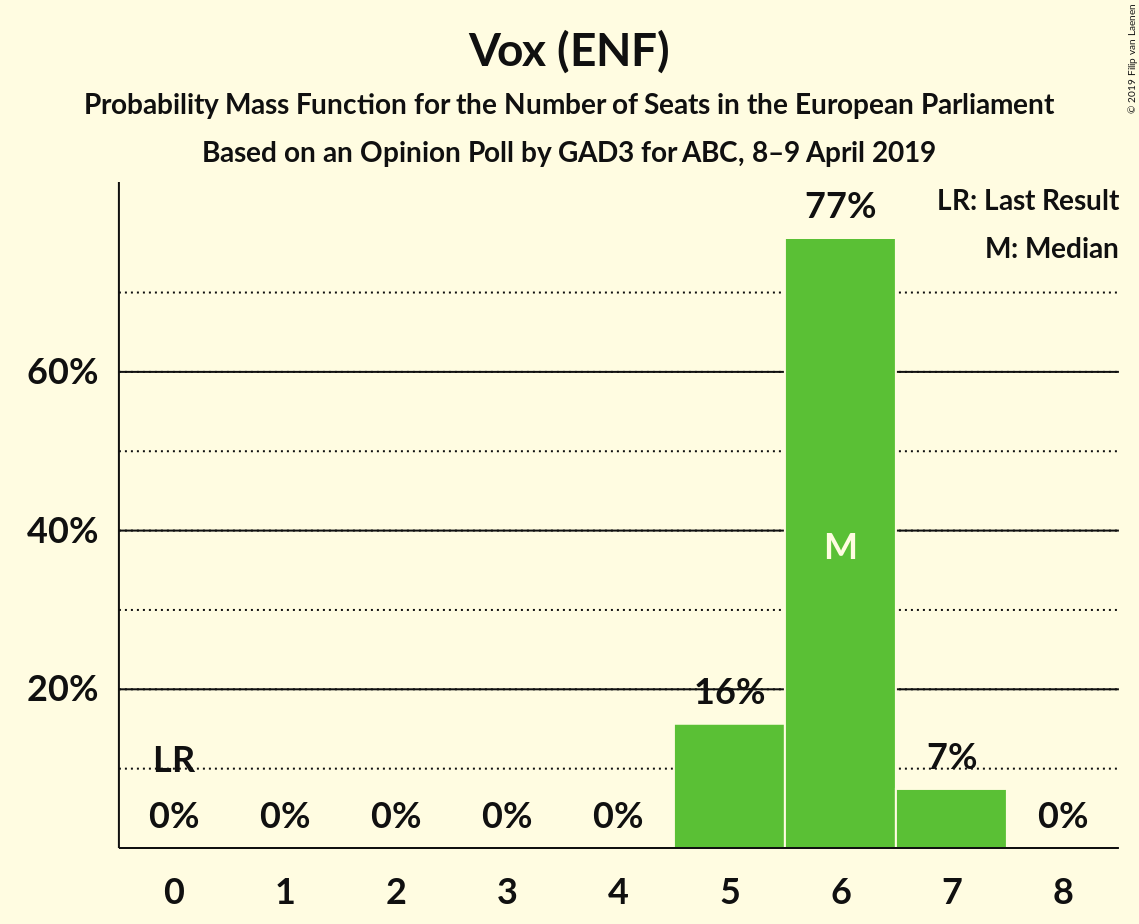 Vox (ENF)
Probability Mass Function for the Number of Seats in the European Parliament
Based on an Opinion Poll by GAD3 for ABC, 8–9 April 2019
© 2019 Filip van Laenen
LR: Last Result
M: Median
77%
60%
40%
M
20%
16%
LR
7%
0% 0% 0% 0% 0% 0%
0 1 2 3 4 5 6 7 8